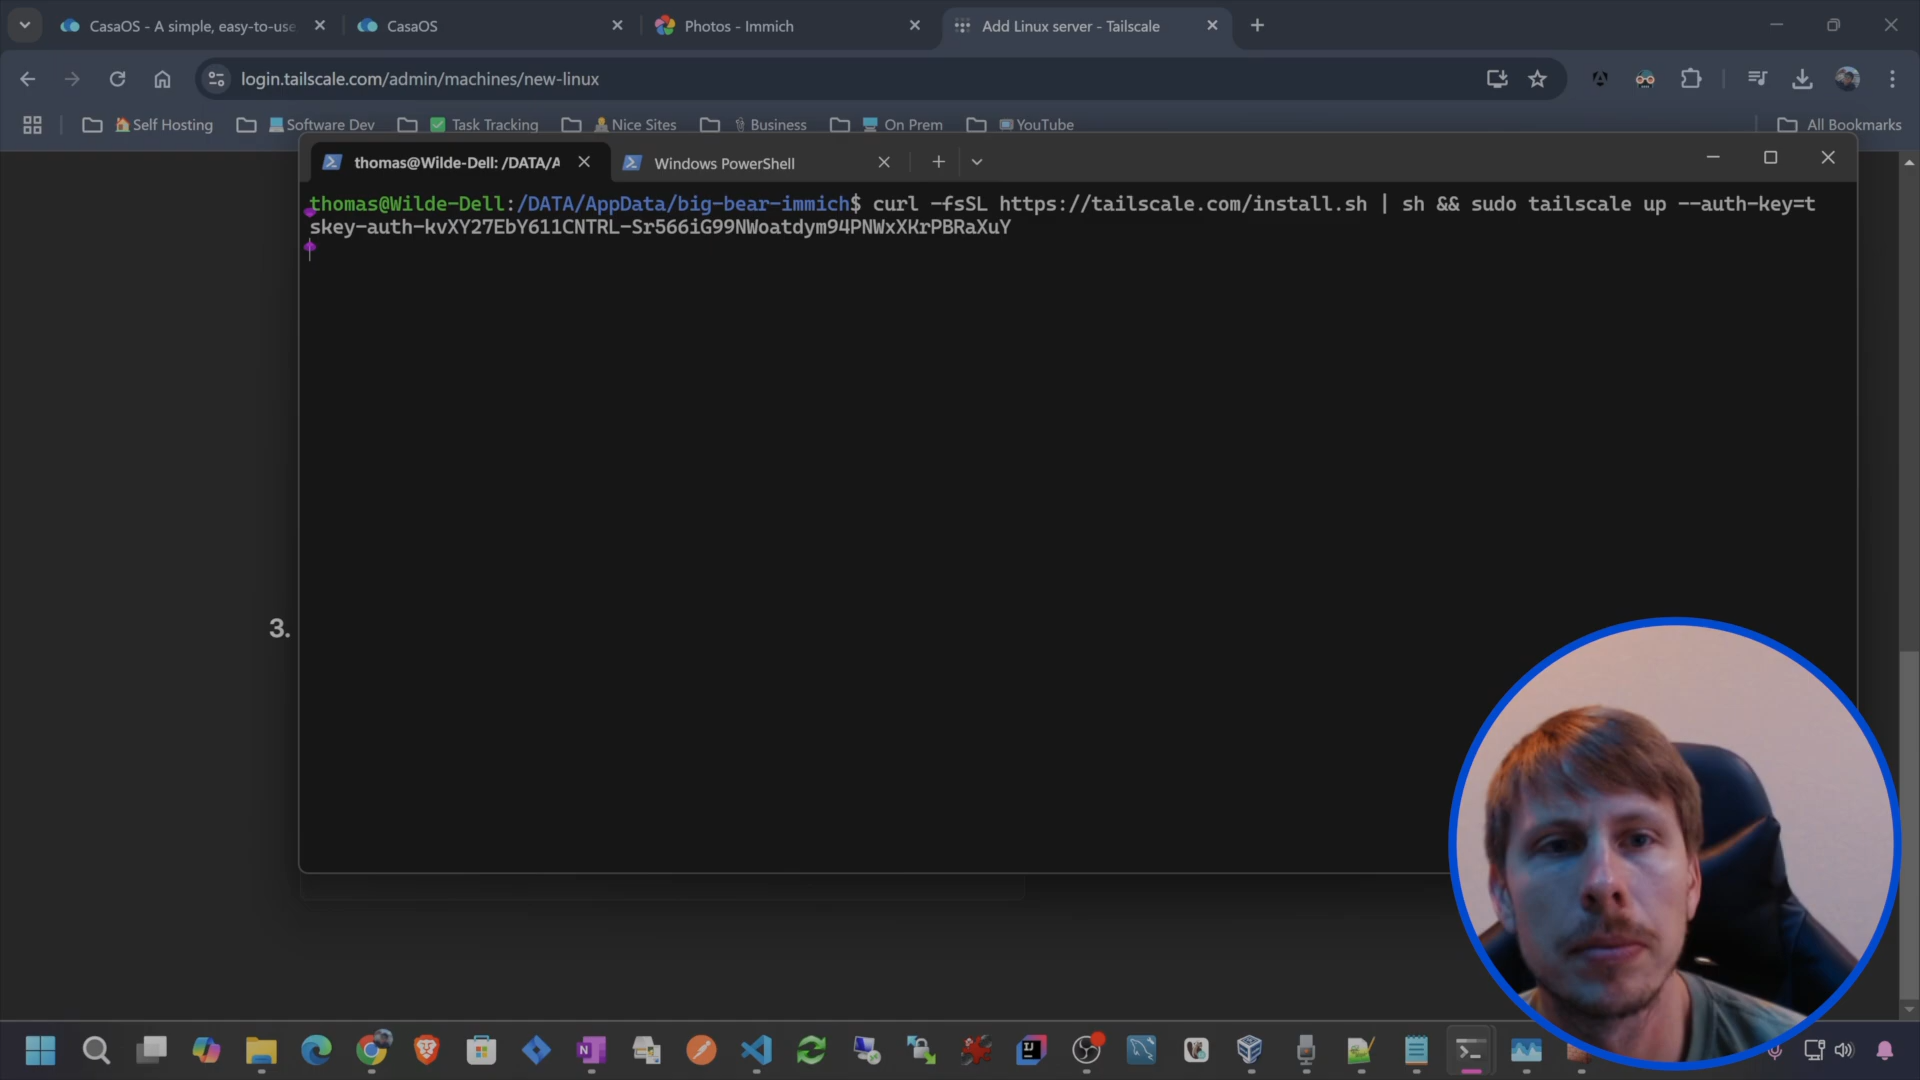 CasaOS - A simple, easy-to-use
CasaOS
Photos - Immich
Add Linux server - Tailscale
login.tailscale.com/admin/machines/new-linux
Self Hosting
Software Dev
Task Tracking
Nice Sites
Business
On Prem
YouTube
All Bookmarks
thomas@Wilde-Dell: /DATA/A
Windows PowerShell
thomas@Wilde-Dell:/DATA/AppData/big-bear-immich$ curl -fsSL https://tailscale.com/install.sh | sh && sudo tailscale up --auth-key=t
skey-auth-kvXY27EbY611CNTRL-Sr566iG99NWoatdym94PNWxXKrPBRaXuY
3.